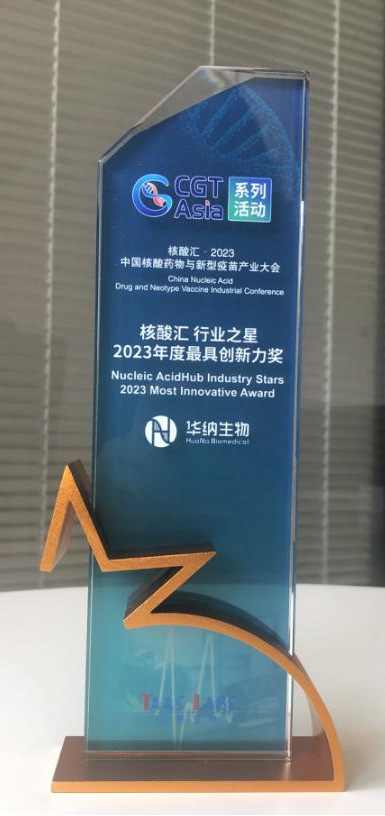 CGT Asia 系列活动
核酸汇 · 2023
中国核酸药物与新型疫苗产业大会
China Nucleic Acid
Drug and Neotype Vaccine Industrial Conference
核酸汇 行业之星
2023年度最具创新力奖
Nucleic AcidHub Industry Stars
2023 Most Innovative Award
华纳生物
HuaNa Biomedical